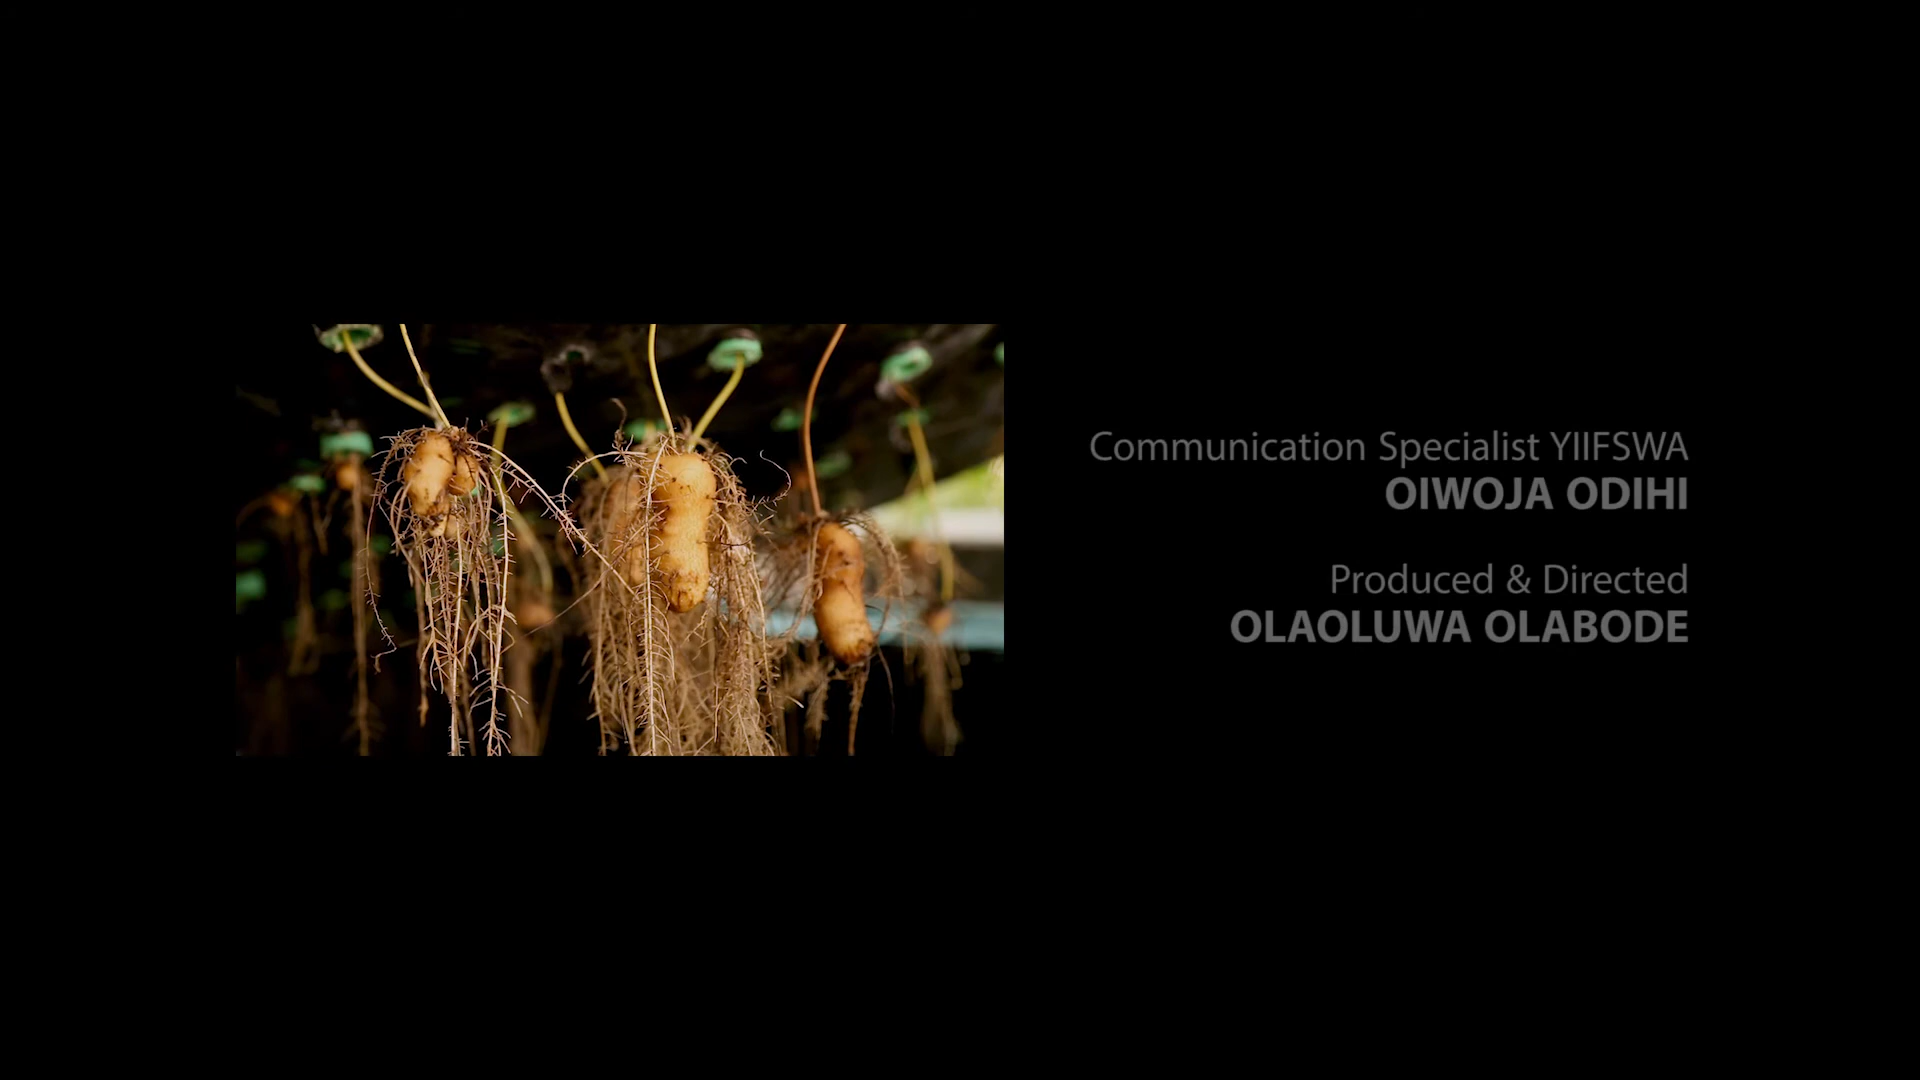 Communication Specialist YIIFSWA
OIWOJA ODIHI
Produced & Directed
OLAOLUWA OLABODE